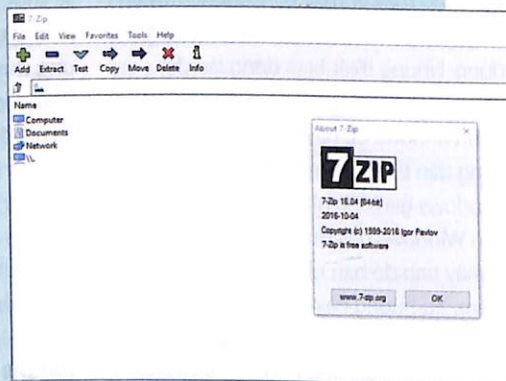 7-Zip
File Edit View Favorites Tools Help
Add Extract Test Copy Move Delete Info
Name
Computer
Documents
Network
\\.
About 7-Zip
7 ZIP
7-Zip 16.04 [64-bit]
2016-10-04
Copyright (c) 1999-2016 Igor Pavlov
7-Zip is free software
www.7-zip.org OK